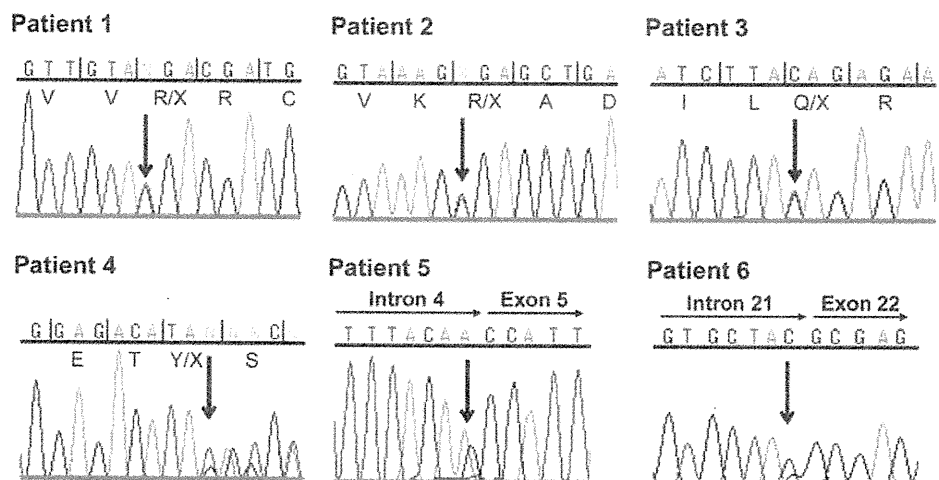 Patient 1
G T T|G T A|N G A|C G A|T G
V V R/X R C
Patient 2
G T A|A A G|N G A|G C T|G A
V K R/X A D
Patient 3
A T C|T T A|C A G|A G A|A
I L Q/X R
Patient 4
G|G A G|A C A|T A
E T Y/X S
Patient 5
Intron 4 Exon 5
T T T A C A A C C A T T
Patient 6
Intron 21 Exon 22
G T G C T A C G C G A G